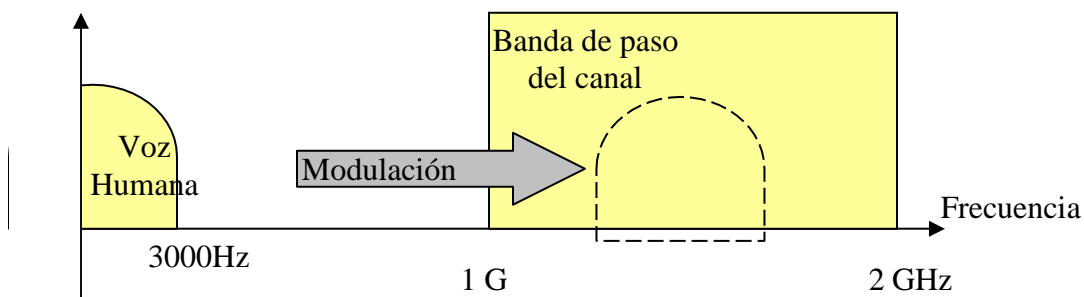 Banda de paso
del canal
Voz
Humana
Modulación
Frecuencia
3000Hz
1 G
2 GHz